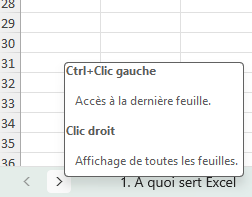 28
29
30
31
Ctrl+Clic gauche
32
33
Accès à la dernière feuille.
34
Clic droit
35
Affichage de toutes les feuilles.
36
1. A quoi sert Excel